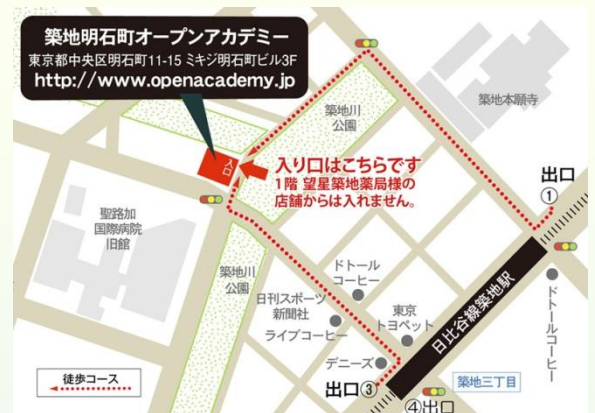 築地明石町オープンアカデミー
東京都中央区明石町11-15 ミキジ明石町ビル3F
http://www.openacademy.jp
築地川
公園
築地本願寺
入口
入り口はこちらです
1階 望星築地薬局様の
店舗からは入れません。
出口
①
聖路加
国際病院
旧館
築地川
公園
ドトール
コーヒー
日刊スポーツ
新聞社
ライブコーヒー
東京
トヨペット
日比谷線築地駅
ドトールコーヒー
デニーズ
徒歩コース
出口③
築地三丁目
④出口